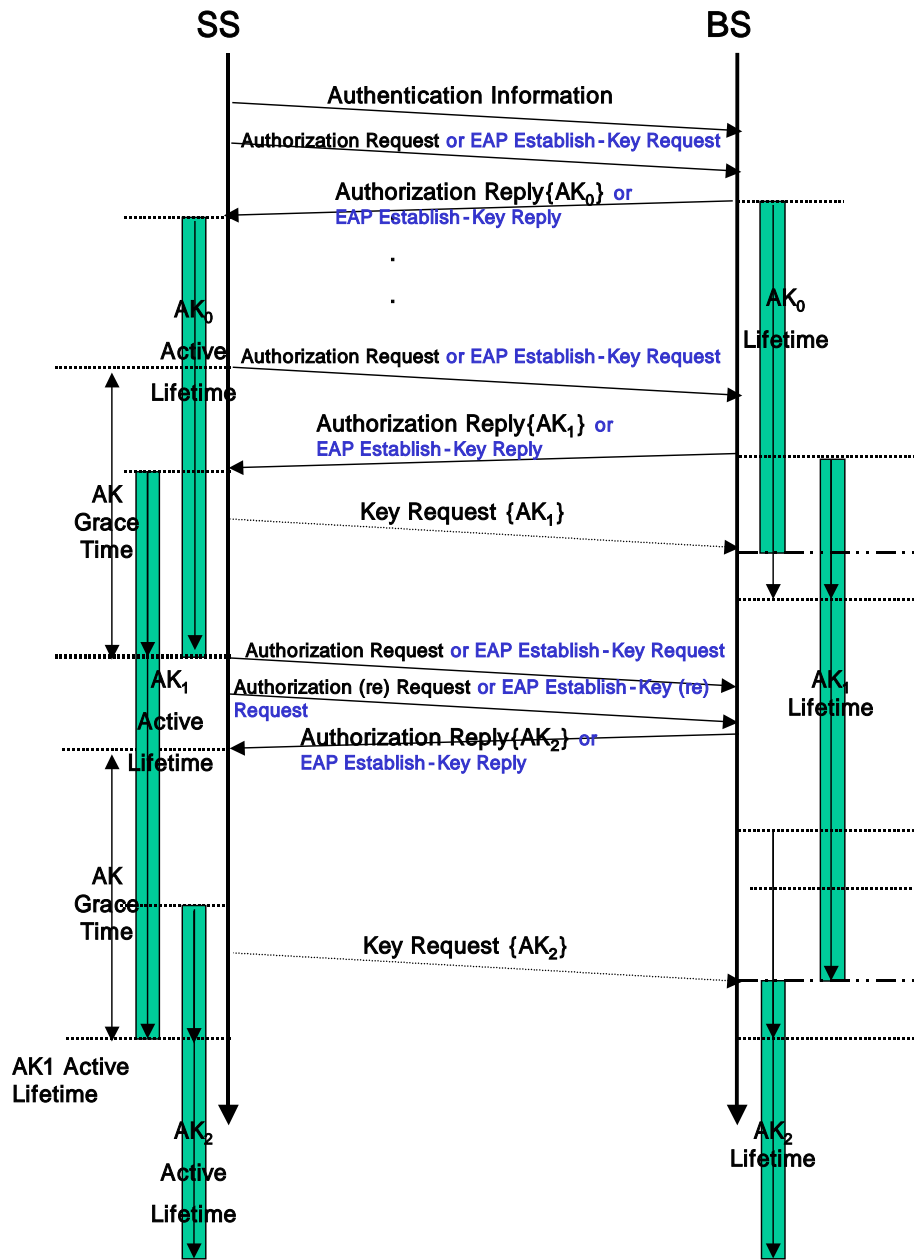 SS
BS
Authentication Information
Authorization Request or EAP Establish-Key Request
Authorization Reply{AK₀} or
EAP Establish-Key Reply
.
.
AK₀
Active
Lifetime
AK₀
Lifetime
Authorization Request or EAP Establish-Key Request
Authorization Reply{AK₁} or
EAP Establish-Key Reply
AK
Grace
Time
Key Request {AK₁}
Authorization Request or EAP Establish-Key Request
Authorization (re) Request or EAP Establish-Key (re)
Request
AK₁
Active
Lifetime
AK₁
Lifetime
Authorization Reply{AK₂} or
EAP Establish-Key Reply
AK
Grace
Time
Key Request {AK₂}
AK1 Active
Lifetime
AK₂
Active
Lifetime
AK₂
Lifetime